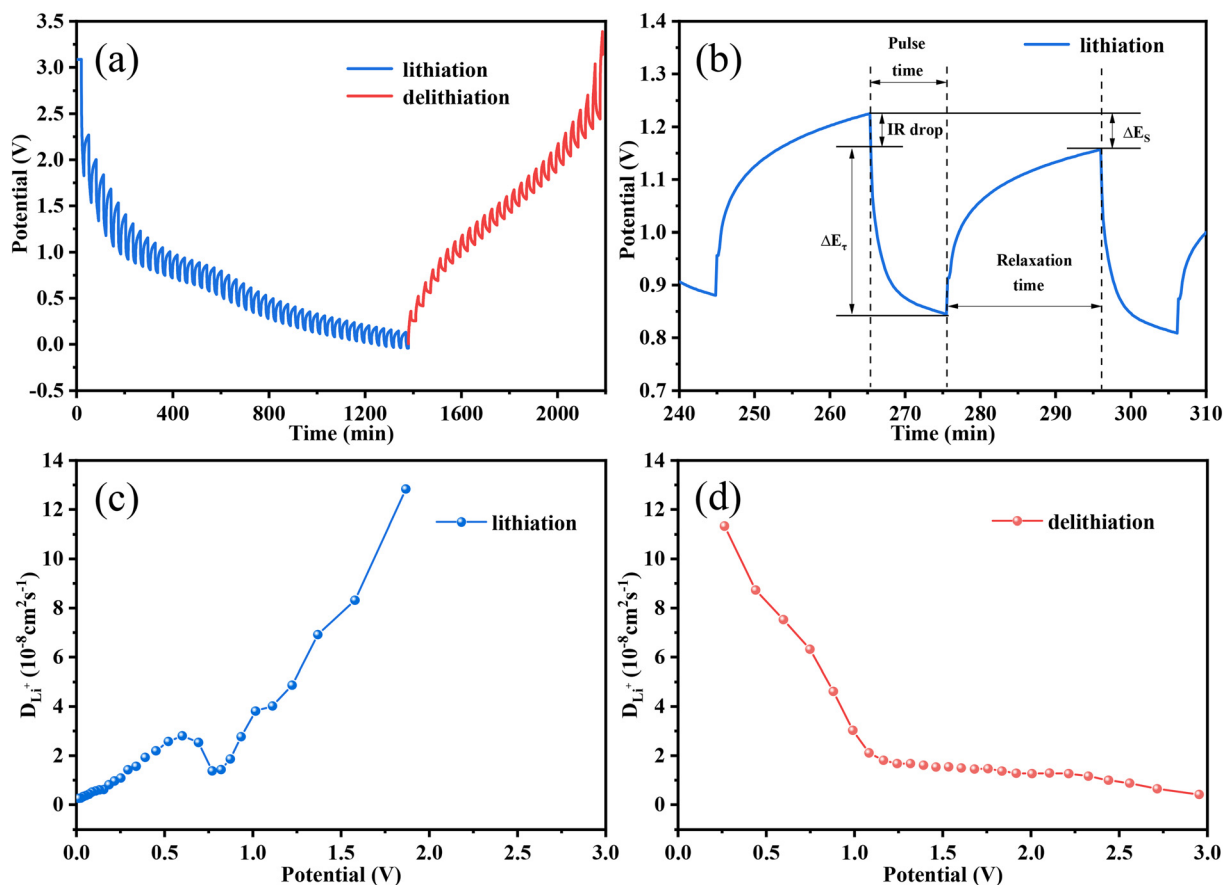 (a)
lithiation
delithiation
3.5
3.0
2.5
2.0
1.5
1.0
0.5
0.0
-0.5
Potential (V)
0 400 800 1200 1600 2000
Time (min)
(b)
lithiation
Pulse
time
IR drop
ΔE_S
ΔE_τ
Relaxation
time
1.4
1.3
1.2
1.1
1.0
0.9
0.8
0.7
Potential (V)
240 250 260 270 280 290 300 310
Time (min)
(c)
lithiation
14
12
10
8
6
4
2
0
D_Li⁺ (10⁻⁸cm²s⁻¹)
0.0 0.5 1.0 1.5 2.0 2.5 3.0
Potential (V)
(d)
delithiation
14
12
10
8
6
4
2
0
D_Li⁺ (10⁻⁸cm²s⁻¹)
0.0 0.5 1.0 1.5 2.0 2.5 3.0
Potential (V)